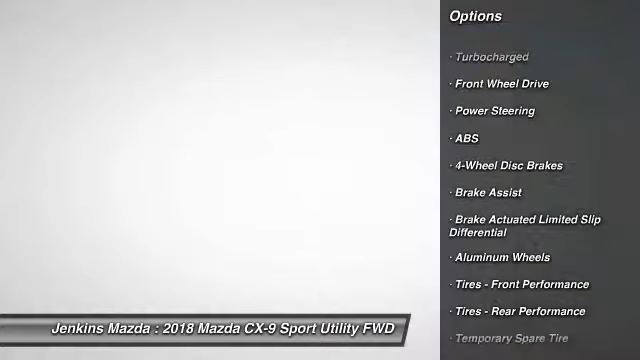 Options
· Turbocharged
· Front Wheel Drive
· Power Steering
· ABS
· 4-Wheel Disc Brakes
· Brake Assist
· Brake Actuated Limited Slip
Differential
· Aluminum Wheels
· Tires - Front Performance
· Tires - Rear Performance
· Temporary Spare Tire
Jenkins Mazda : 2018 Mazda CX-9 Sport Utility FWD